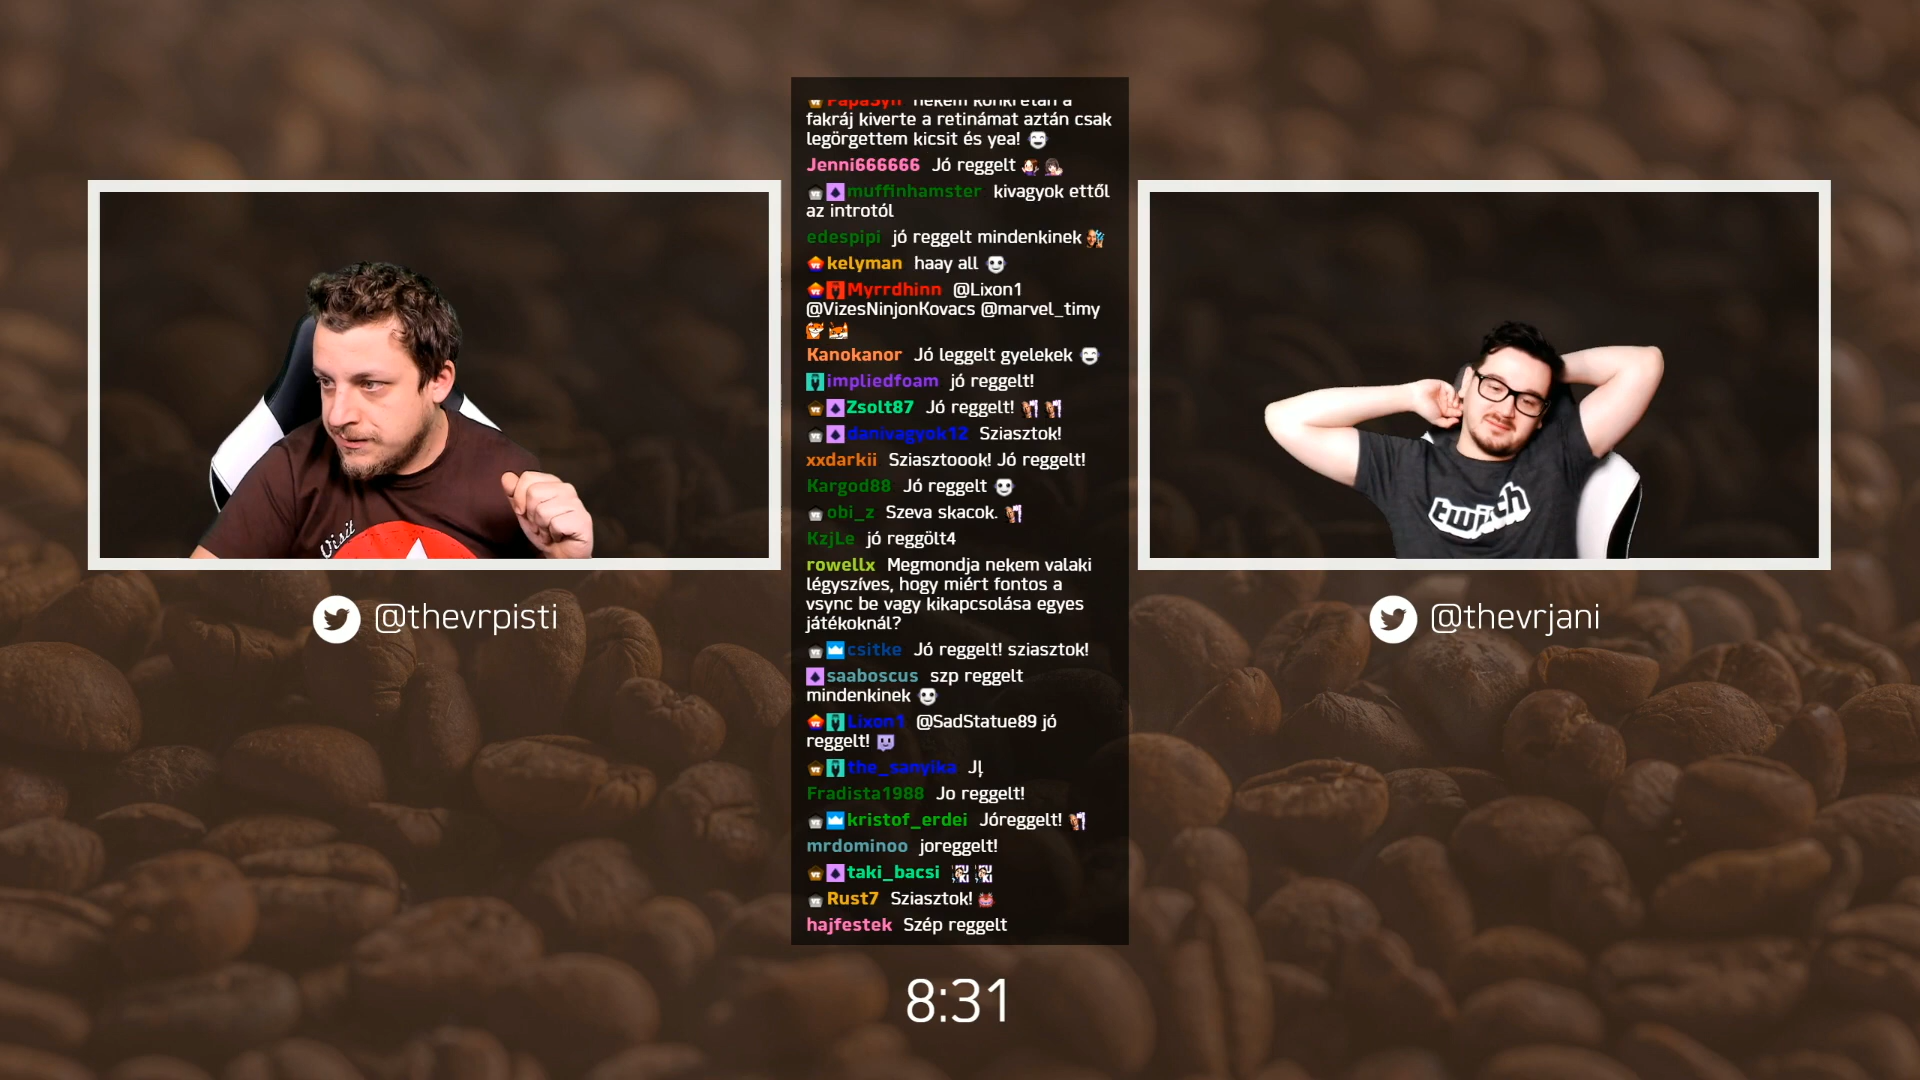 PapaSyn nekem konkrétan a
fakráj kiverte a retinámat aztán csak
legörgettem kicsit és yea!
Jenni666666 Jó reggelt
muffinhamster kivagyok ettől
az introtól
edespipi jó reggelt mindenkinek
kelyman haay all
Myrrdhinn @Lixon1
@VizesNinjonKovacs @marvel_timy
Kanokanor Jó leggelt gyelekek
impliedfoam jó reggelt!
Zsolt87 Jó reggelt!
danivagyok12 Sziasztok!
xxdarkii Sziasztoook! Jó reggelt!
Kargod88 Jó reggelt
obi_z Szeva skacok.
KzjLe jó reggölt4
rowellx Megmondja nekem valaki
légyszíves, hogy miért fontos a
vsync be vagy kikapcsolása egyes
játékoknál?
csitke Jó reggelt! sziasztok!
saaboscus szp reggelt
mindenkinek
Lixon1 @SadStatue89 jó
reggelt!
the_sanyika
Fradista1988 Jo reggelt!
kristof_erdei Jóreggelt!
mrdominoo joreggelt!
taki_bacsi
Rust7 Sziasztok!
hajfestek Szép reggelt
Visit
@thevrpisti
twitch
@thevrjani
8:31